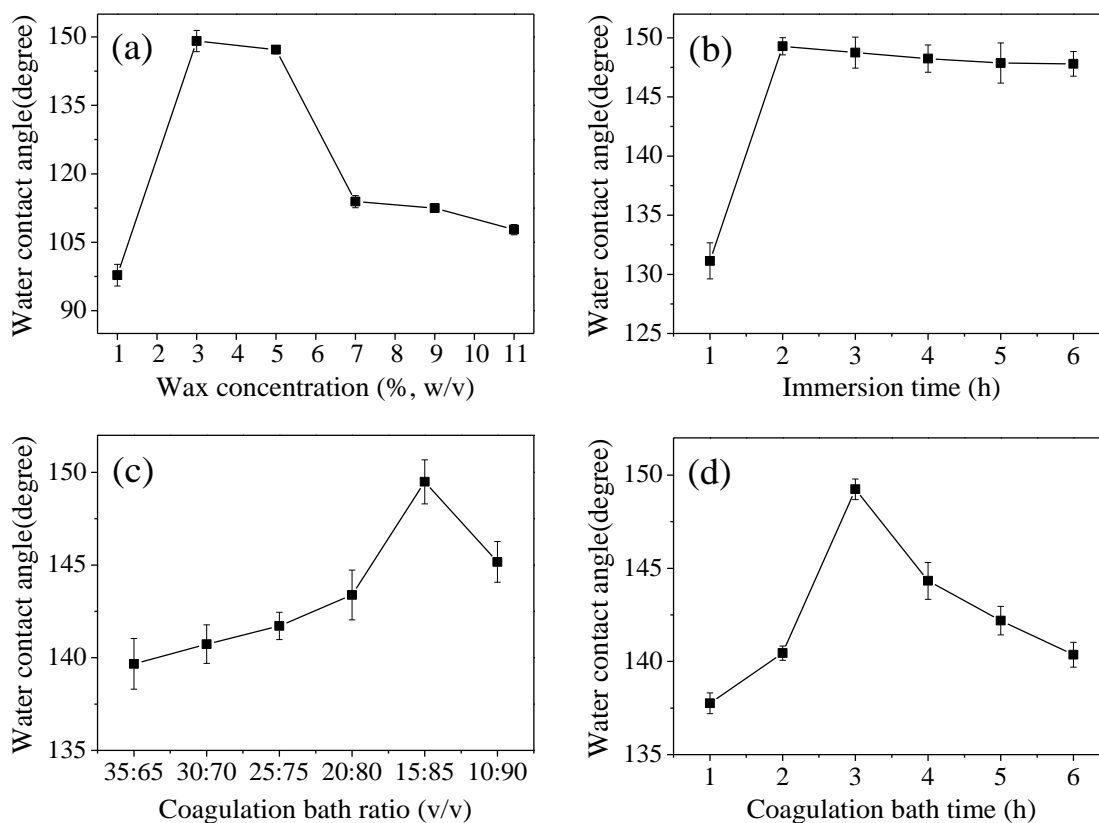 (a)
Water contact angle(degree)
150
135
120
105
90
1 2 3 4 5 6 7 8 9 10 11
Wax concentration (%, w/v)
(b)
Water contact angle(degree)
150
145
140
135
130
125
1 2 3 4 5 6
Immersion time (h)
(c)
Water contact angle(degree)
150
145
140
135
35:65 30:70 25:75 20:80 15:85 10:90
Coagulation bath ratio (v/v)
(d)
Water contact angle(degree)
150
145
140
135
1 2 3 4 5 6
Coagulation bath time (h)